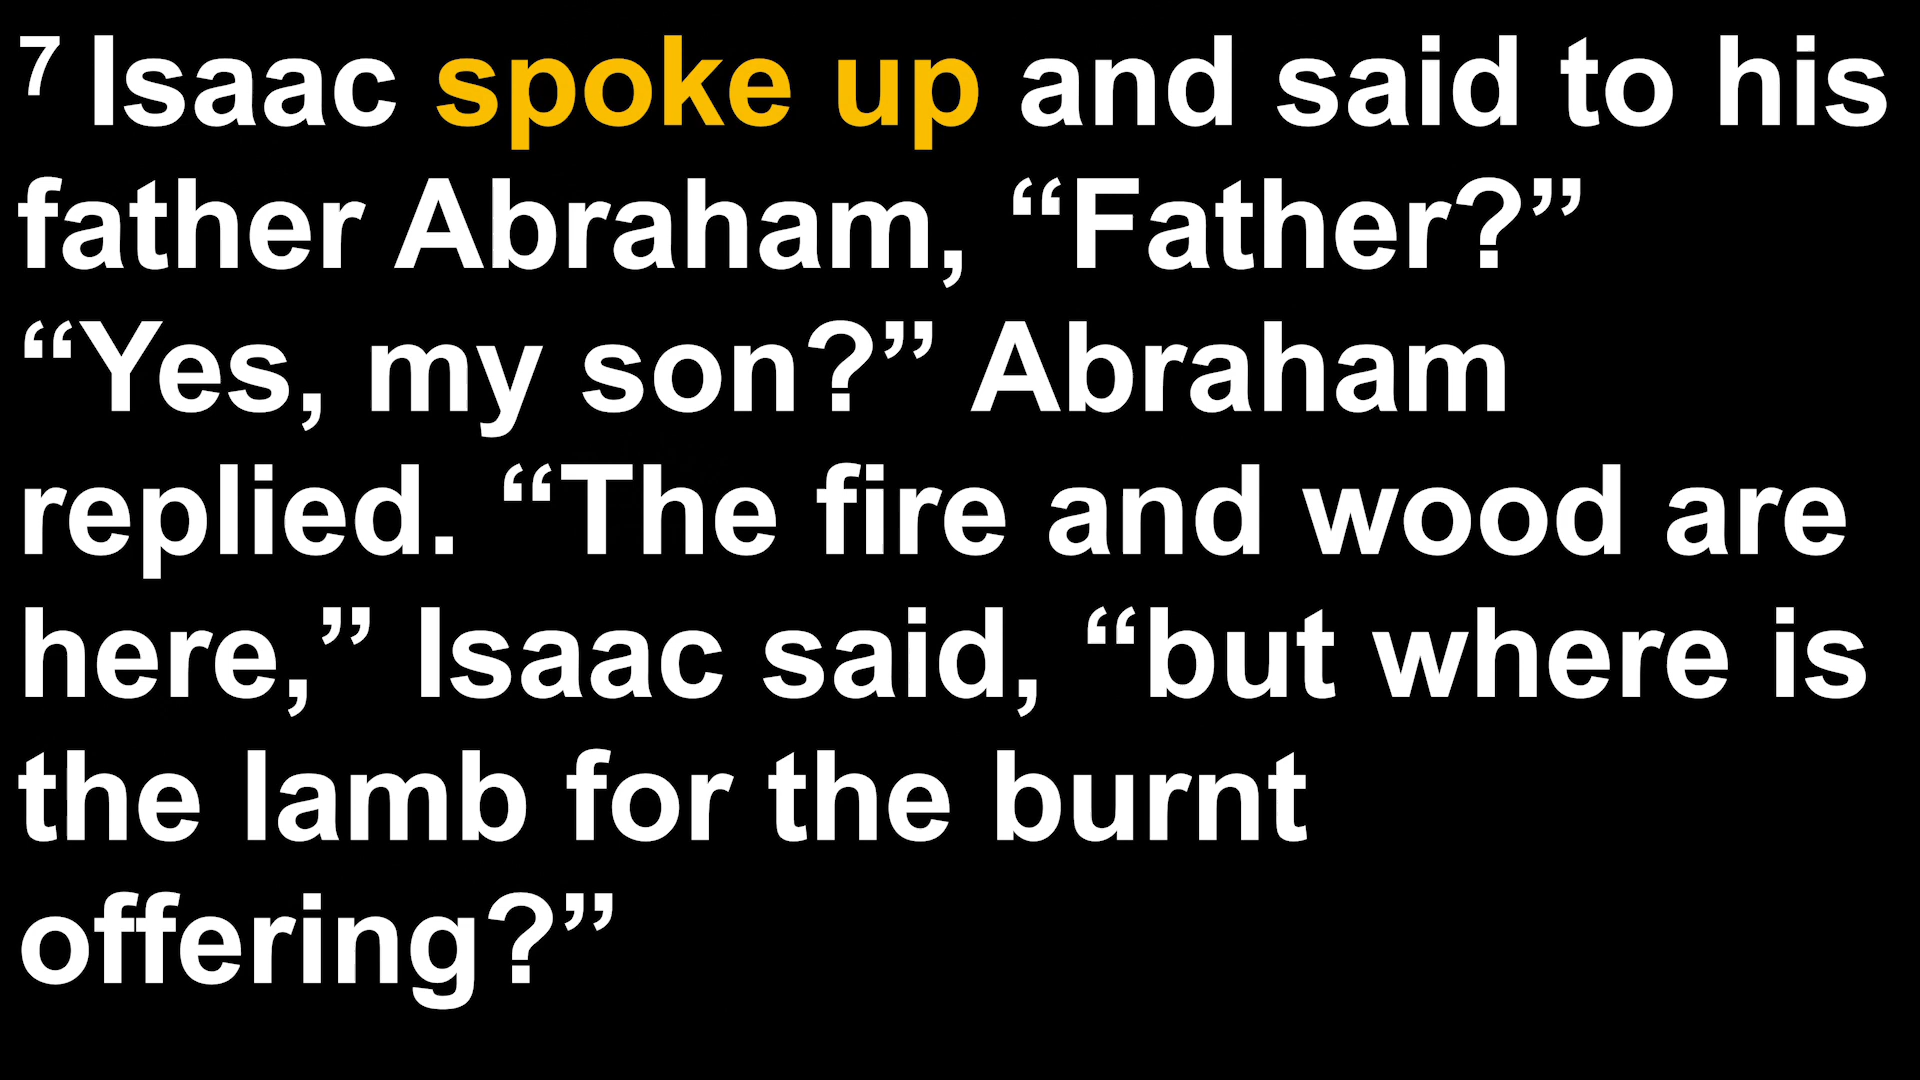 7 Isaac spoke up and said to his
father Abraham, “Father?”
“Yes, my son?” Abraham
replied. “The fire and wood are
here,” Isaac said, “but where is
the lamb for the burnt
offering?”